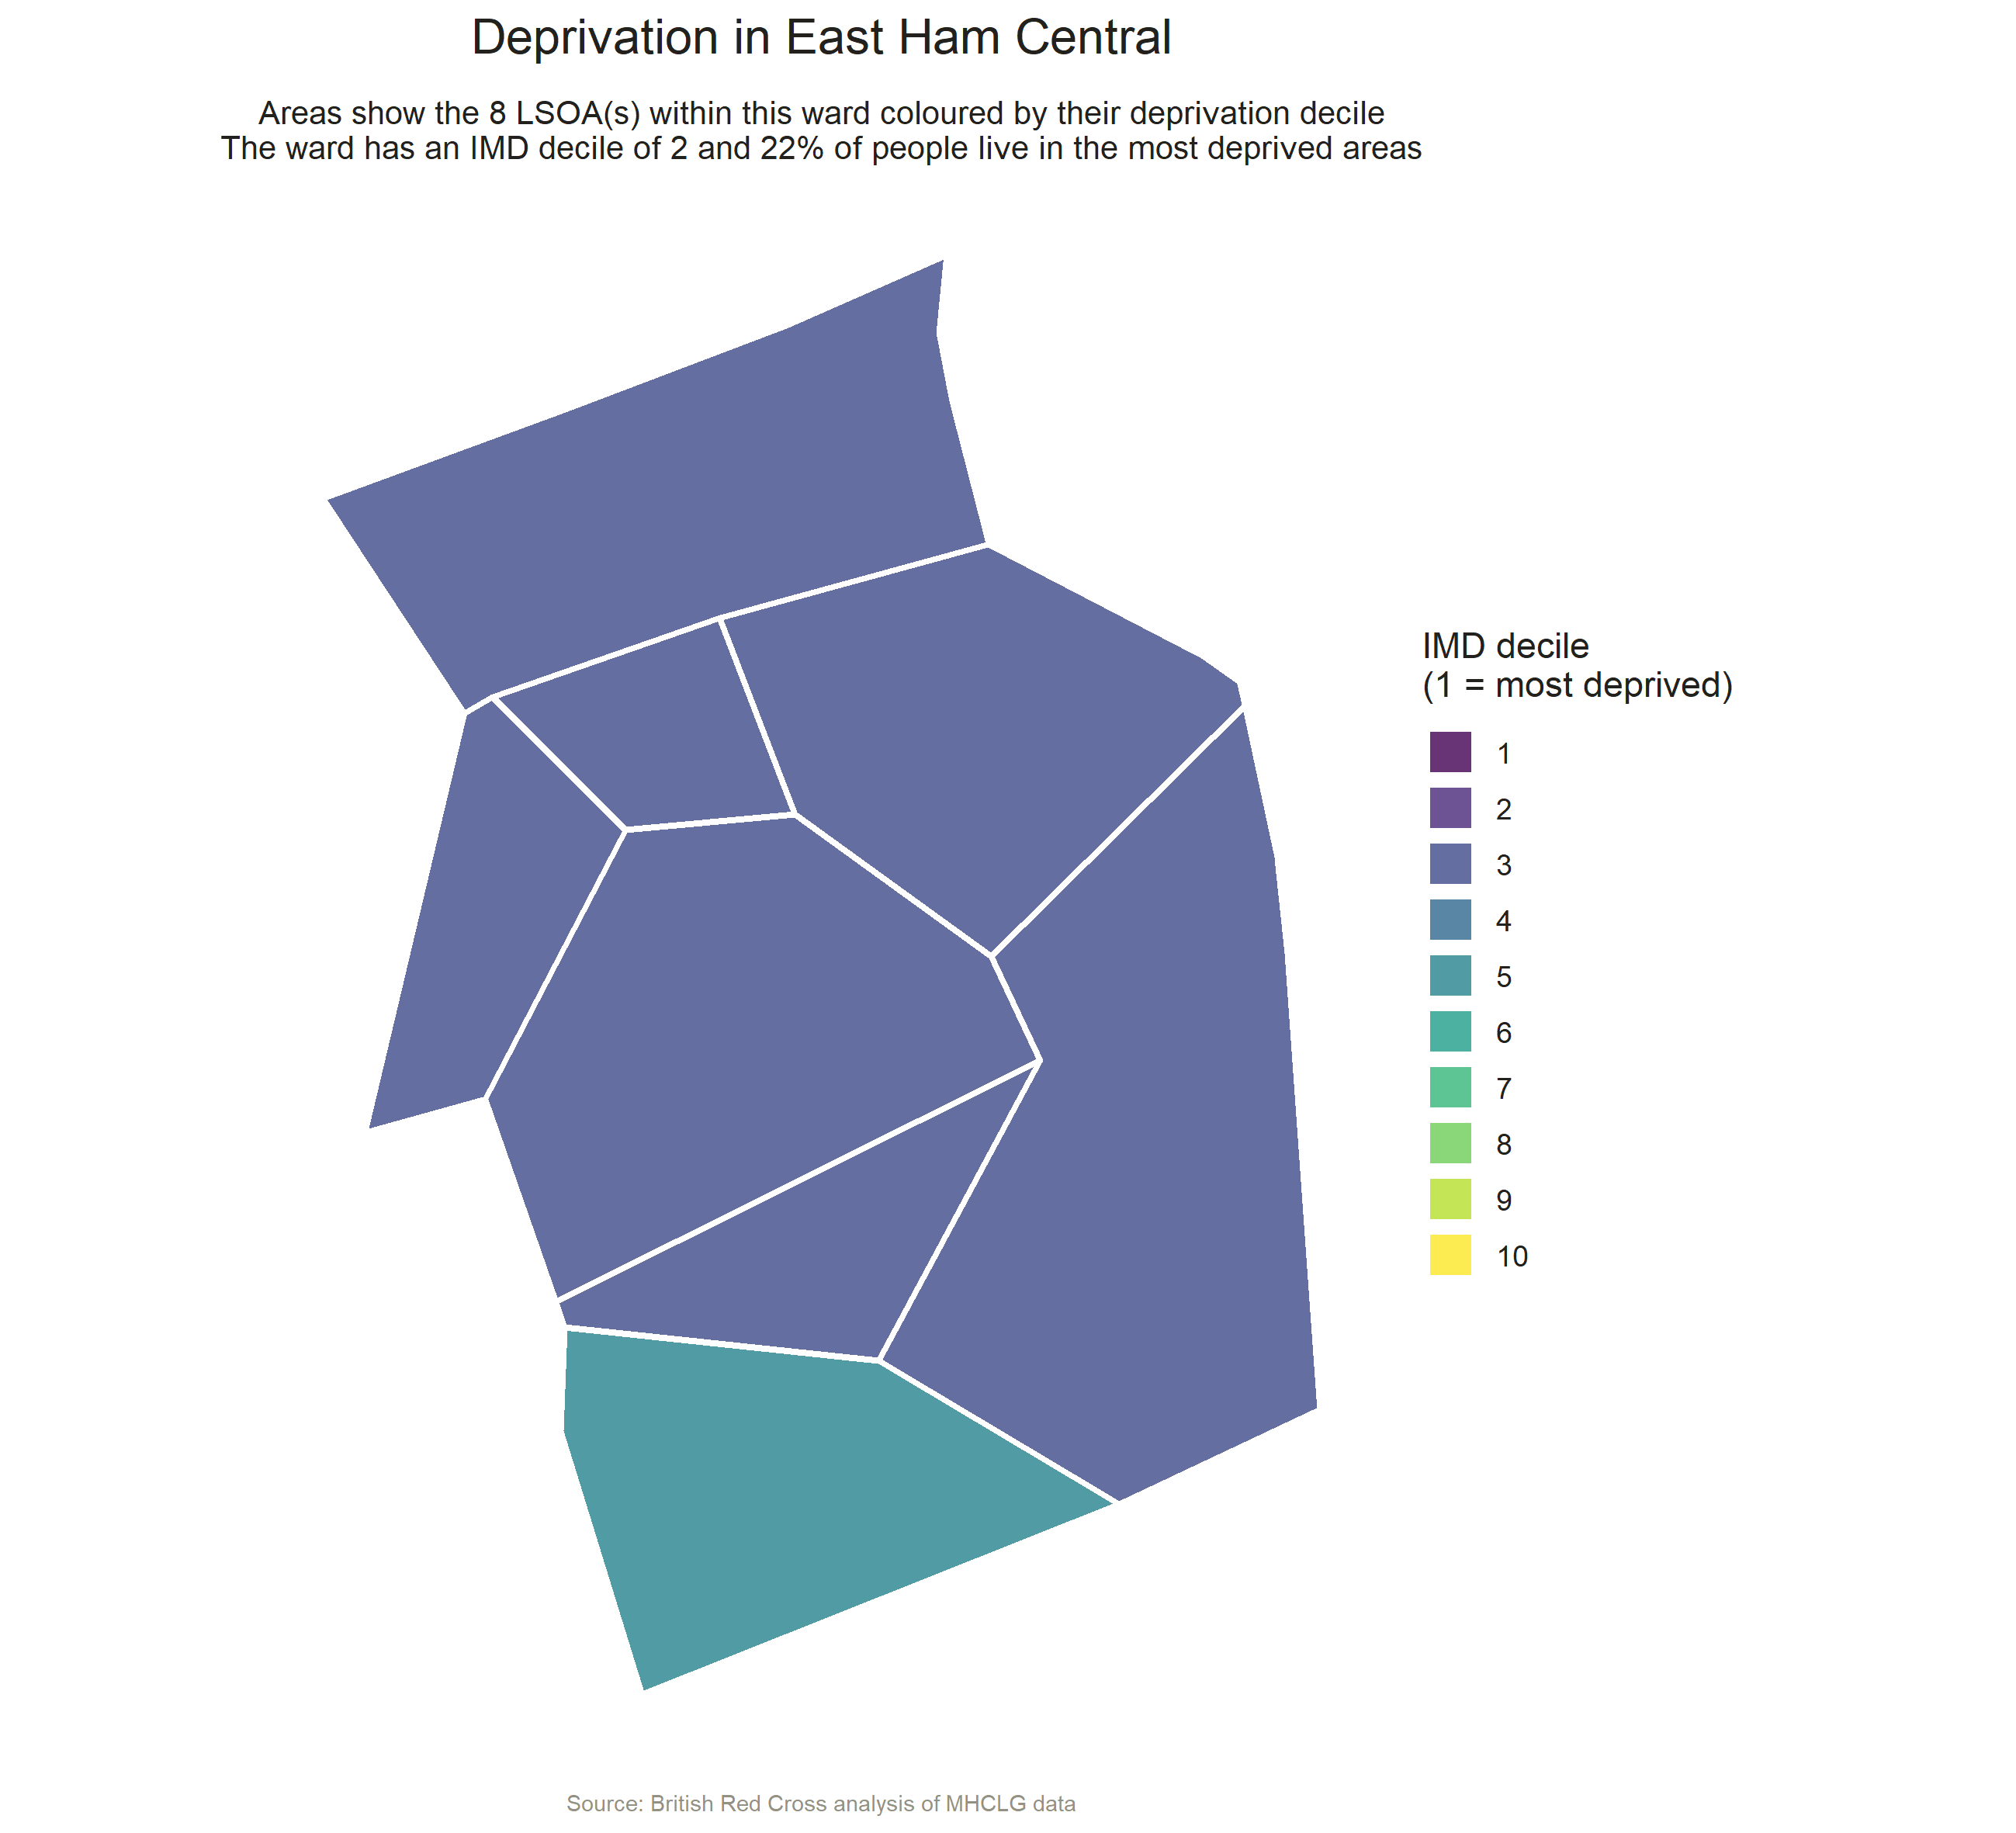 Deprivation in East Ham Central
Areas show the 8 LSOA(s) within this ward coloured by their deprivation decile
The ward has an IMD decile of 2 and 22% of people live in the most deprived areas
IMD decile
(1 = most deprived)
1
2
3
4
5
6
7
8
9
10
Source: British Red Cross analysis of MHCLG data